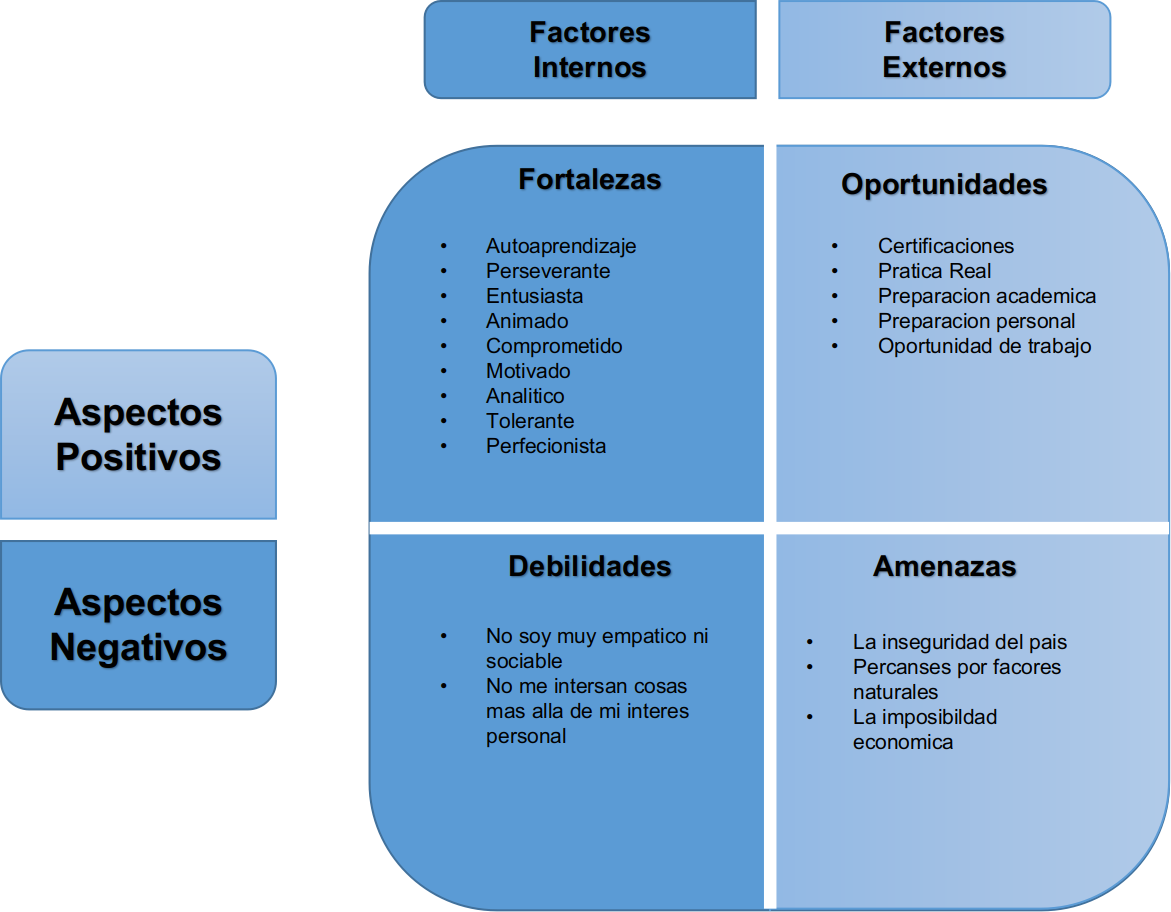 Factores
Internos
Factores
Externos
Fortalezas
• Autoaprendizaje
• Perseverante
• Entusiasta
• Animado
• Comprometido
• Motivado
• Analitico
• Tolerante
• Perfecionista
Oportunidades
• Certificaciones
• Pratica Real
• Preparacion academica
• Preparacion personal
• Oportunidad de trabajo
Aspectos
Positivos
Aspectos
Negativos
Debilidades
• No soy muy empatico ni
sociable
• No me intersan cosas
mas alla de mi interes
personal
Amenazas
• La inseguridad del pais
• Percanses por facores
naturales
• La imposibildad
economica